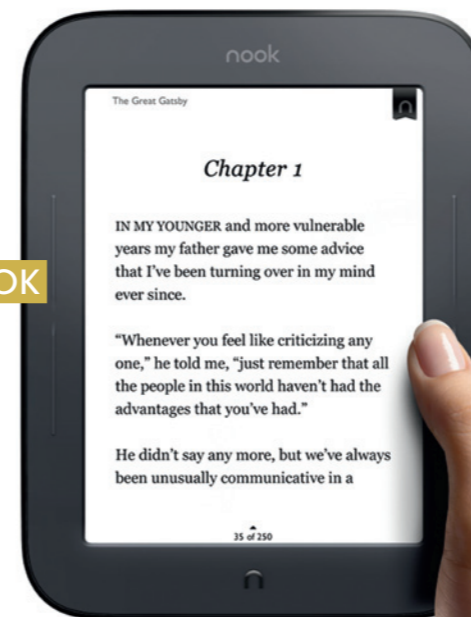 nook
The Great Gatsby
Chapter 1
IN MY YOUNGER and more vulnerable
years my father gave me some advice
that I've been turning over in my mind
ever since.
OK
“Whenever you feel like criticizing any
one,” he told me, “just remember that all
the people in this world haven't had the
advantages that you've had.”
He didn't say any more, but we've always
been unusually communicative in a
35 of 250